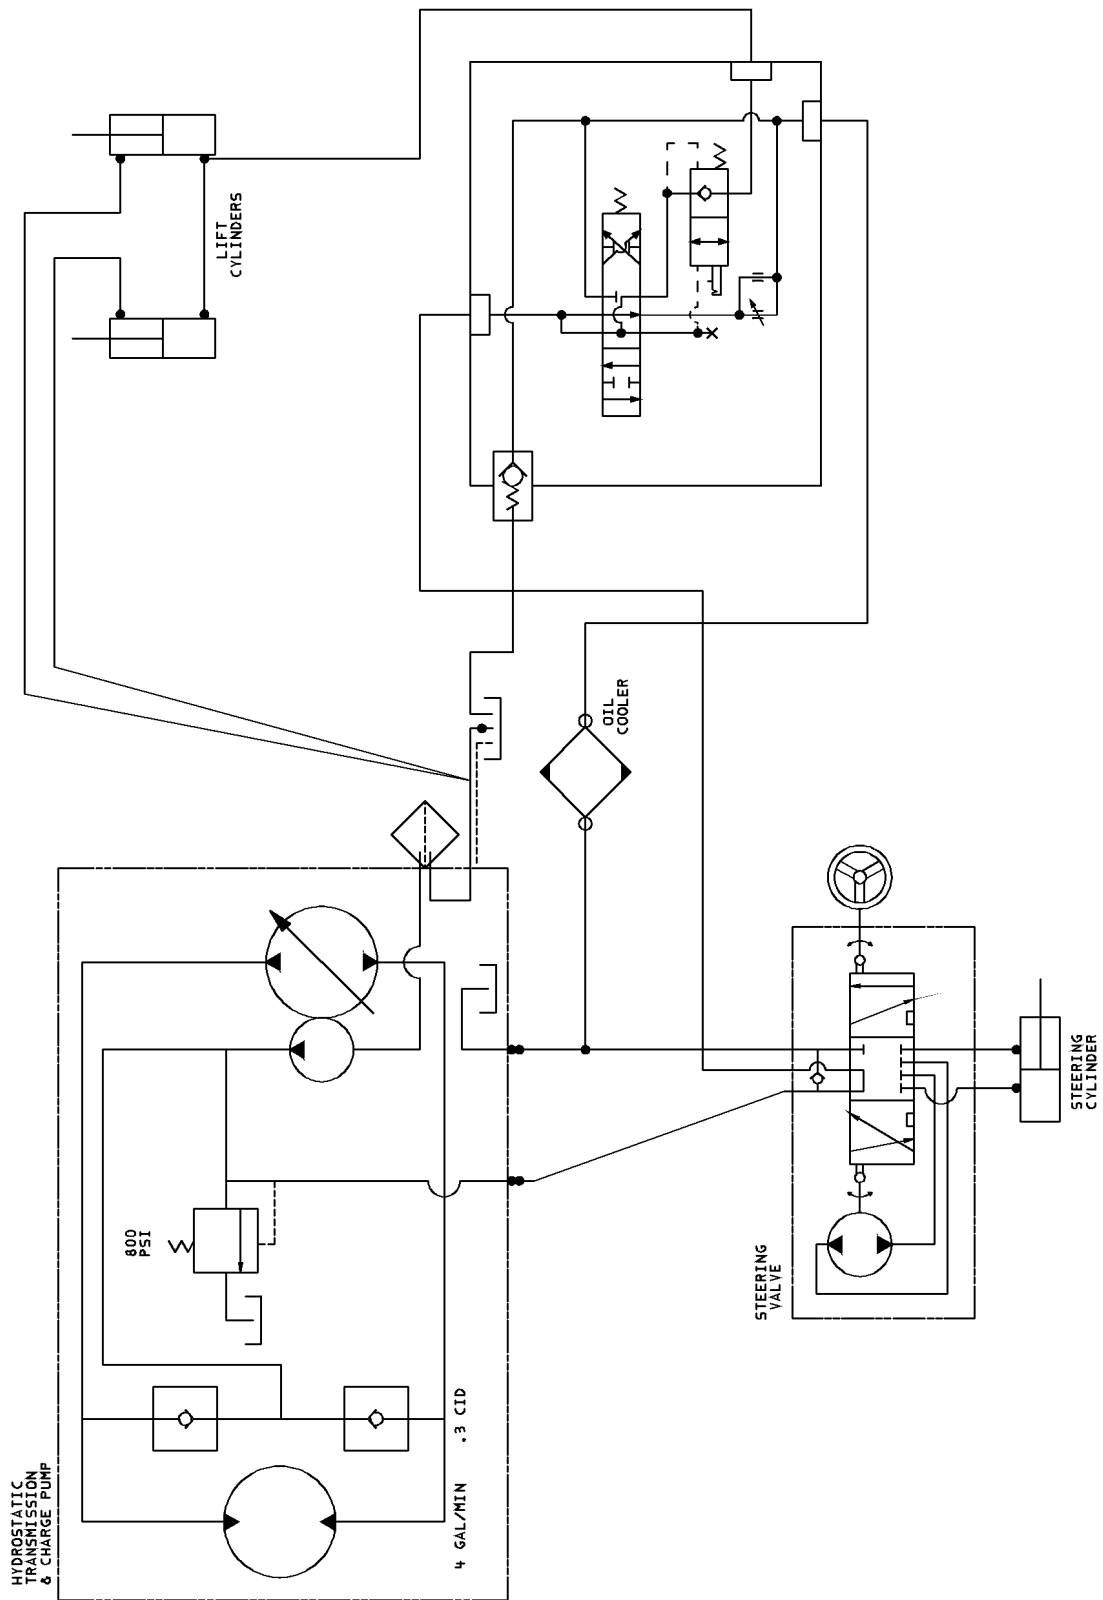 LIFT
CYLINDERS
OIL
COOLER
STEERING
CYLINDER
STEERING
VALVE
800
PSI
4 GAL/MIN .3 CID
HYDROSTATIC
TRANSMISSION
& CHARGE PUMP